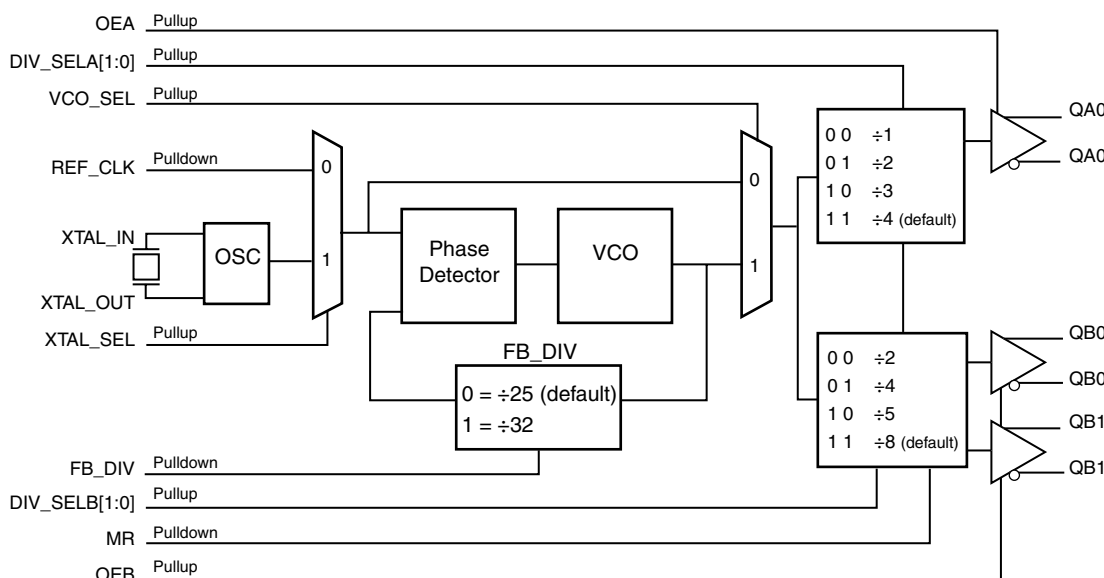 OEA Pullup
DIV_SELA[1:0] Pullup
VCO_SEL Pullup
REF_CLK Pulldown
XTAL_IN
XTAL_OUT
XTAL_SEL Pullup
OSC
0
1
Phase
Detector
VCO
0
1
FB_DIV
0 = ÷25 (default)
1 = ÷32
0 0 ÷1
0 1 ÷2
1 0 ÷3
1 1 ÷4 (default)
QA0
QA0
0 0 ÷2
0 1 ÷4
1 0 ÷5
1 1 ÷8 (default)
QB0
QB0
QB1
QB1
FB_DIV Pulldown
DIV_SELB[1:0] Pullup
MR Pulldown
OEB Pullup